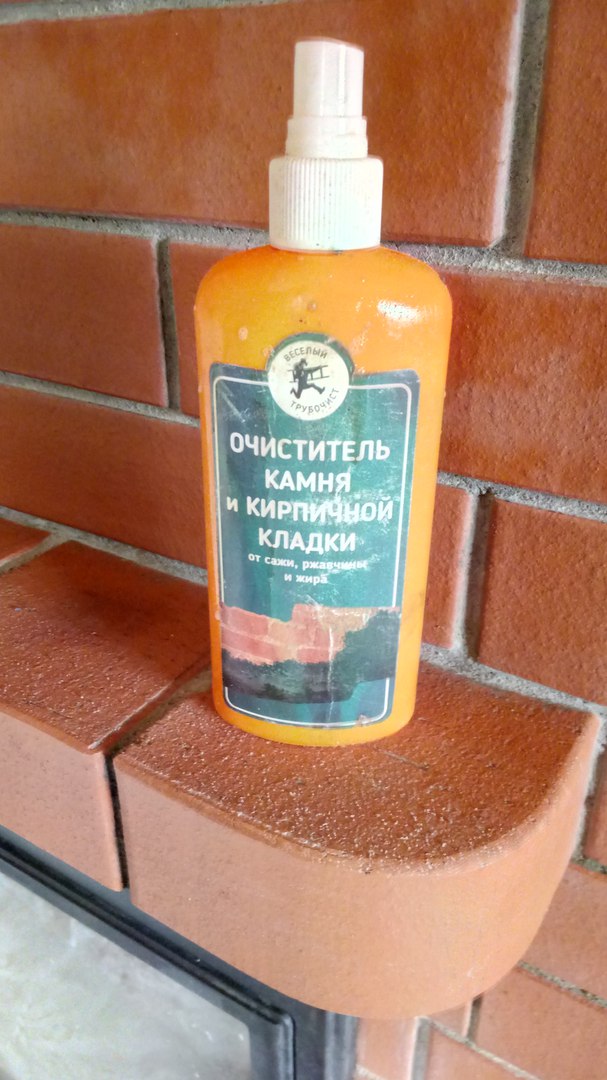 ВЕСЕЛЫЙ
ТРУБОЧИСТ
ОЧИСТИТЕЛЬ
КАМНЯ
и КИРПИЧНОЙ
КЛАДКИ
от сажи, ржавчины
и жира